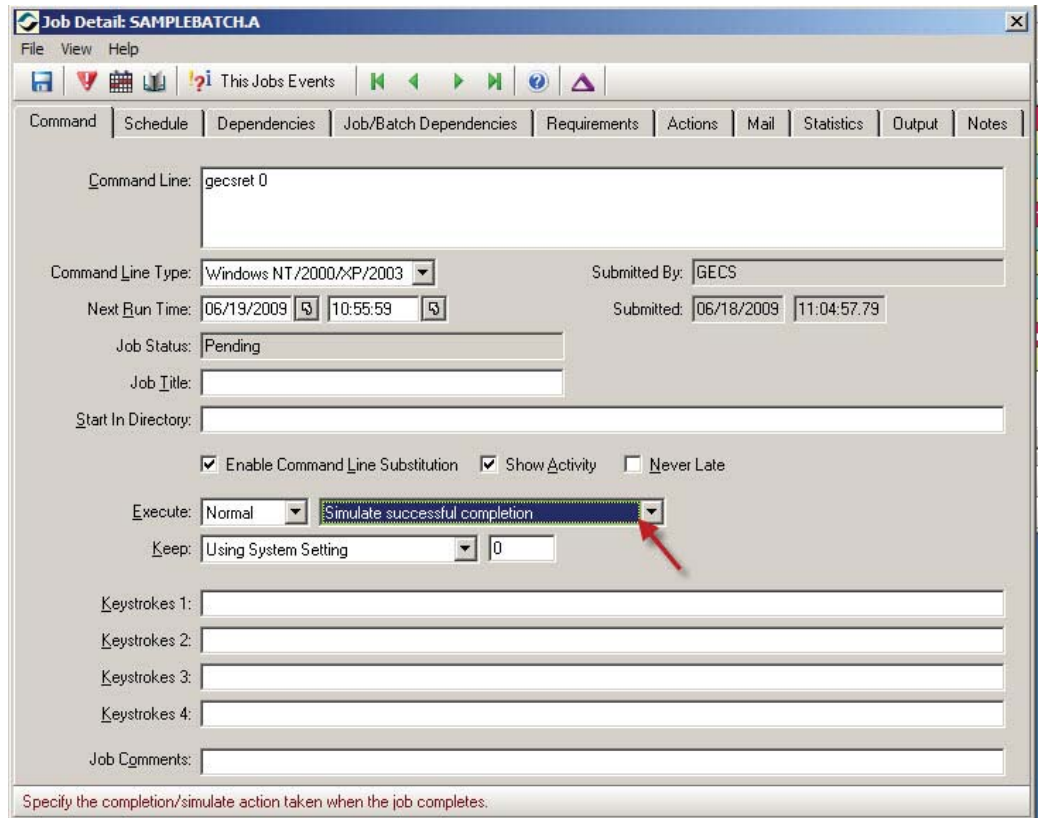 Job Detail: SAMPLEBATCH.A
File View Help
This Jobs Events
Command Schedule Dependencies Job/Batch Dependencies Requirements Actions Mail Statistics Output Notes
Command Line: gecsret 0
Command Line Type: Windows NT/2000/XP/2003 Submitted By: GECS
Next Run Time: 06/19/2009 10:55:59 Submitted: 06/18/2009 11:04:57.79
Job Status: Pending
Job Title:
Start In Directory:
Enable Command Line Substitution Show Activity Never Late
Execute: Normal Simulate successful completion
Keep: Using System Setting 0
Keystrokes 1:
Keystrokes 2:
Keystrokes 3:
Keystrokes 4:
Job Comments:
Specify the completion/simulate action taken when the job completes.